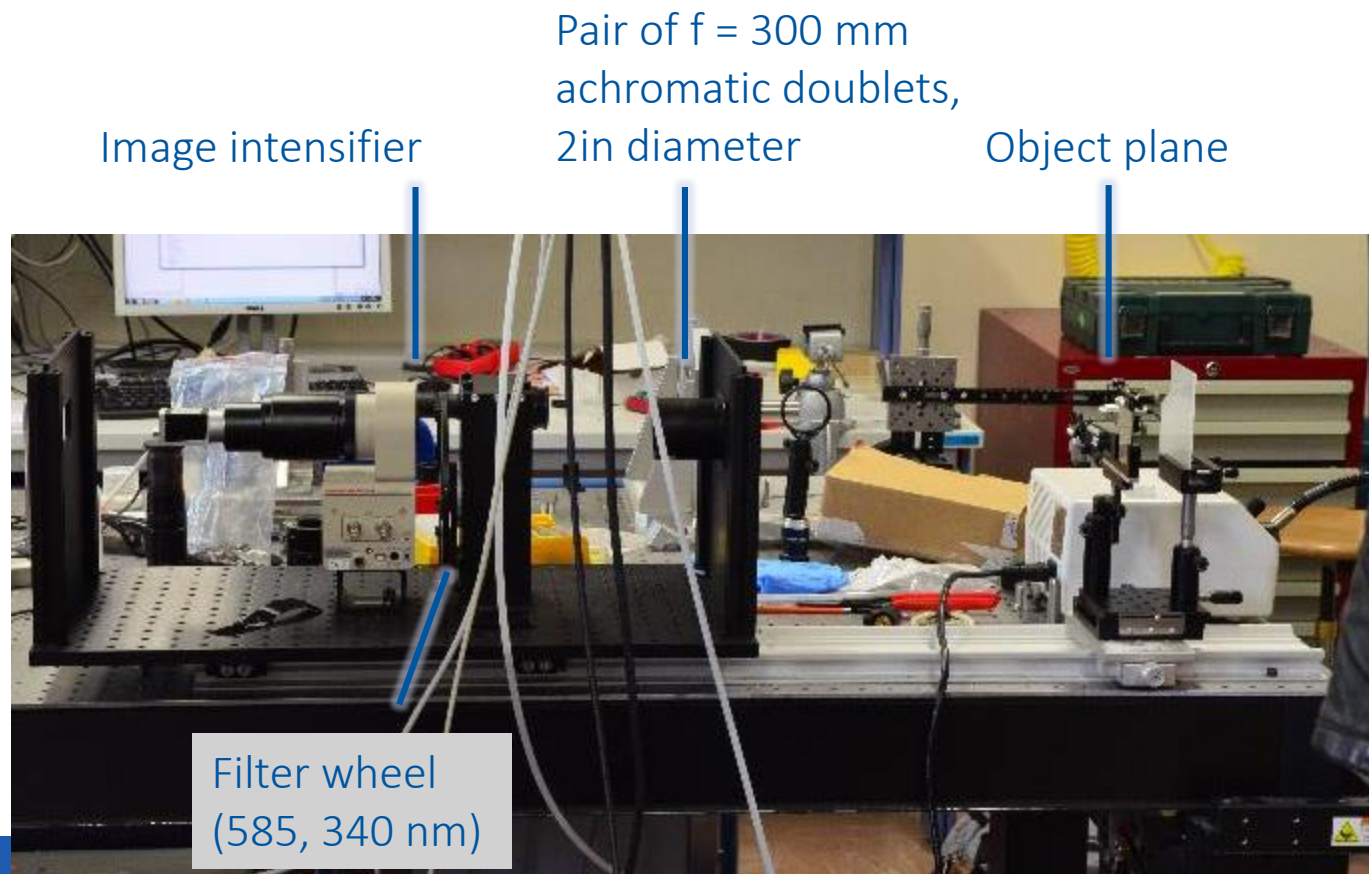 Pair of f = 300 mm
achromatic doublets,
2in diameter
Image intensifier
Object plane
Filter wheel
(585, 340 nm)